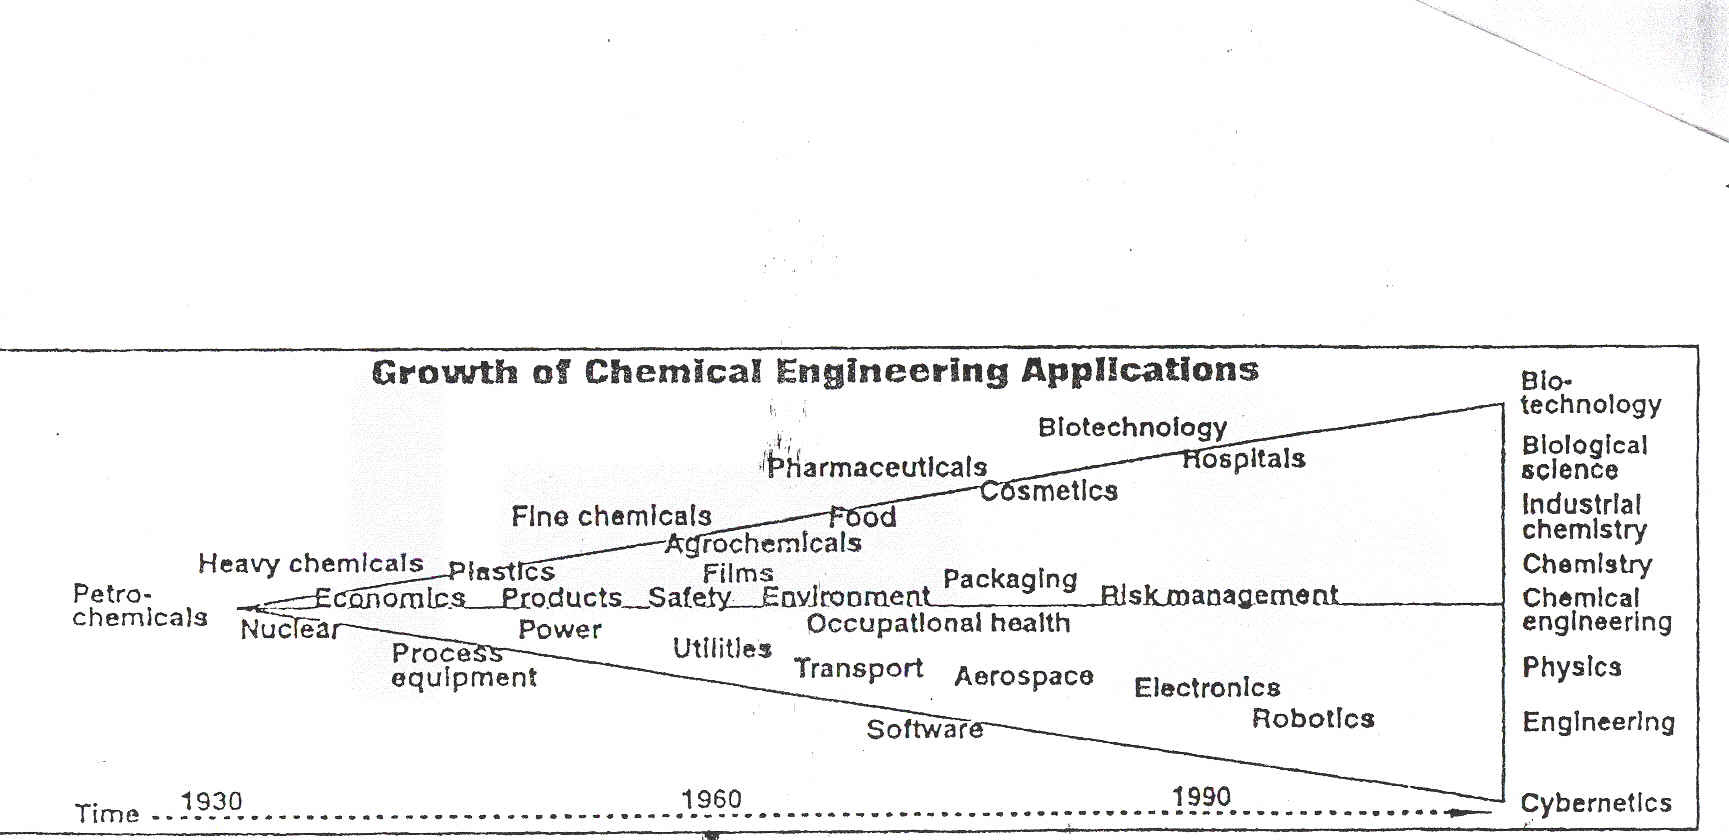 Growth of Chemical Engineering Applications
Bio-
technology
Biotechnology
Biological
science
Hospitals
Pharmaceuticals
Cosmetics
Industrial
chemistry
Fine chemicals
Food
Agrochemicals
Heavy chemicals
Plastics
Films
Chemistry
Packaging
Petro-
chemicals
Economics Products Safety Environment Risk management
Chemical
engineering
Nuclear
Power
Occupational health
Process
equipment
Utilities
Transport
Aerospace
Physics
Electronics
Robotics
Engineering
Software
1930 1960 1990
Time
Cybernetics